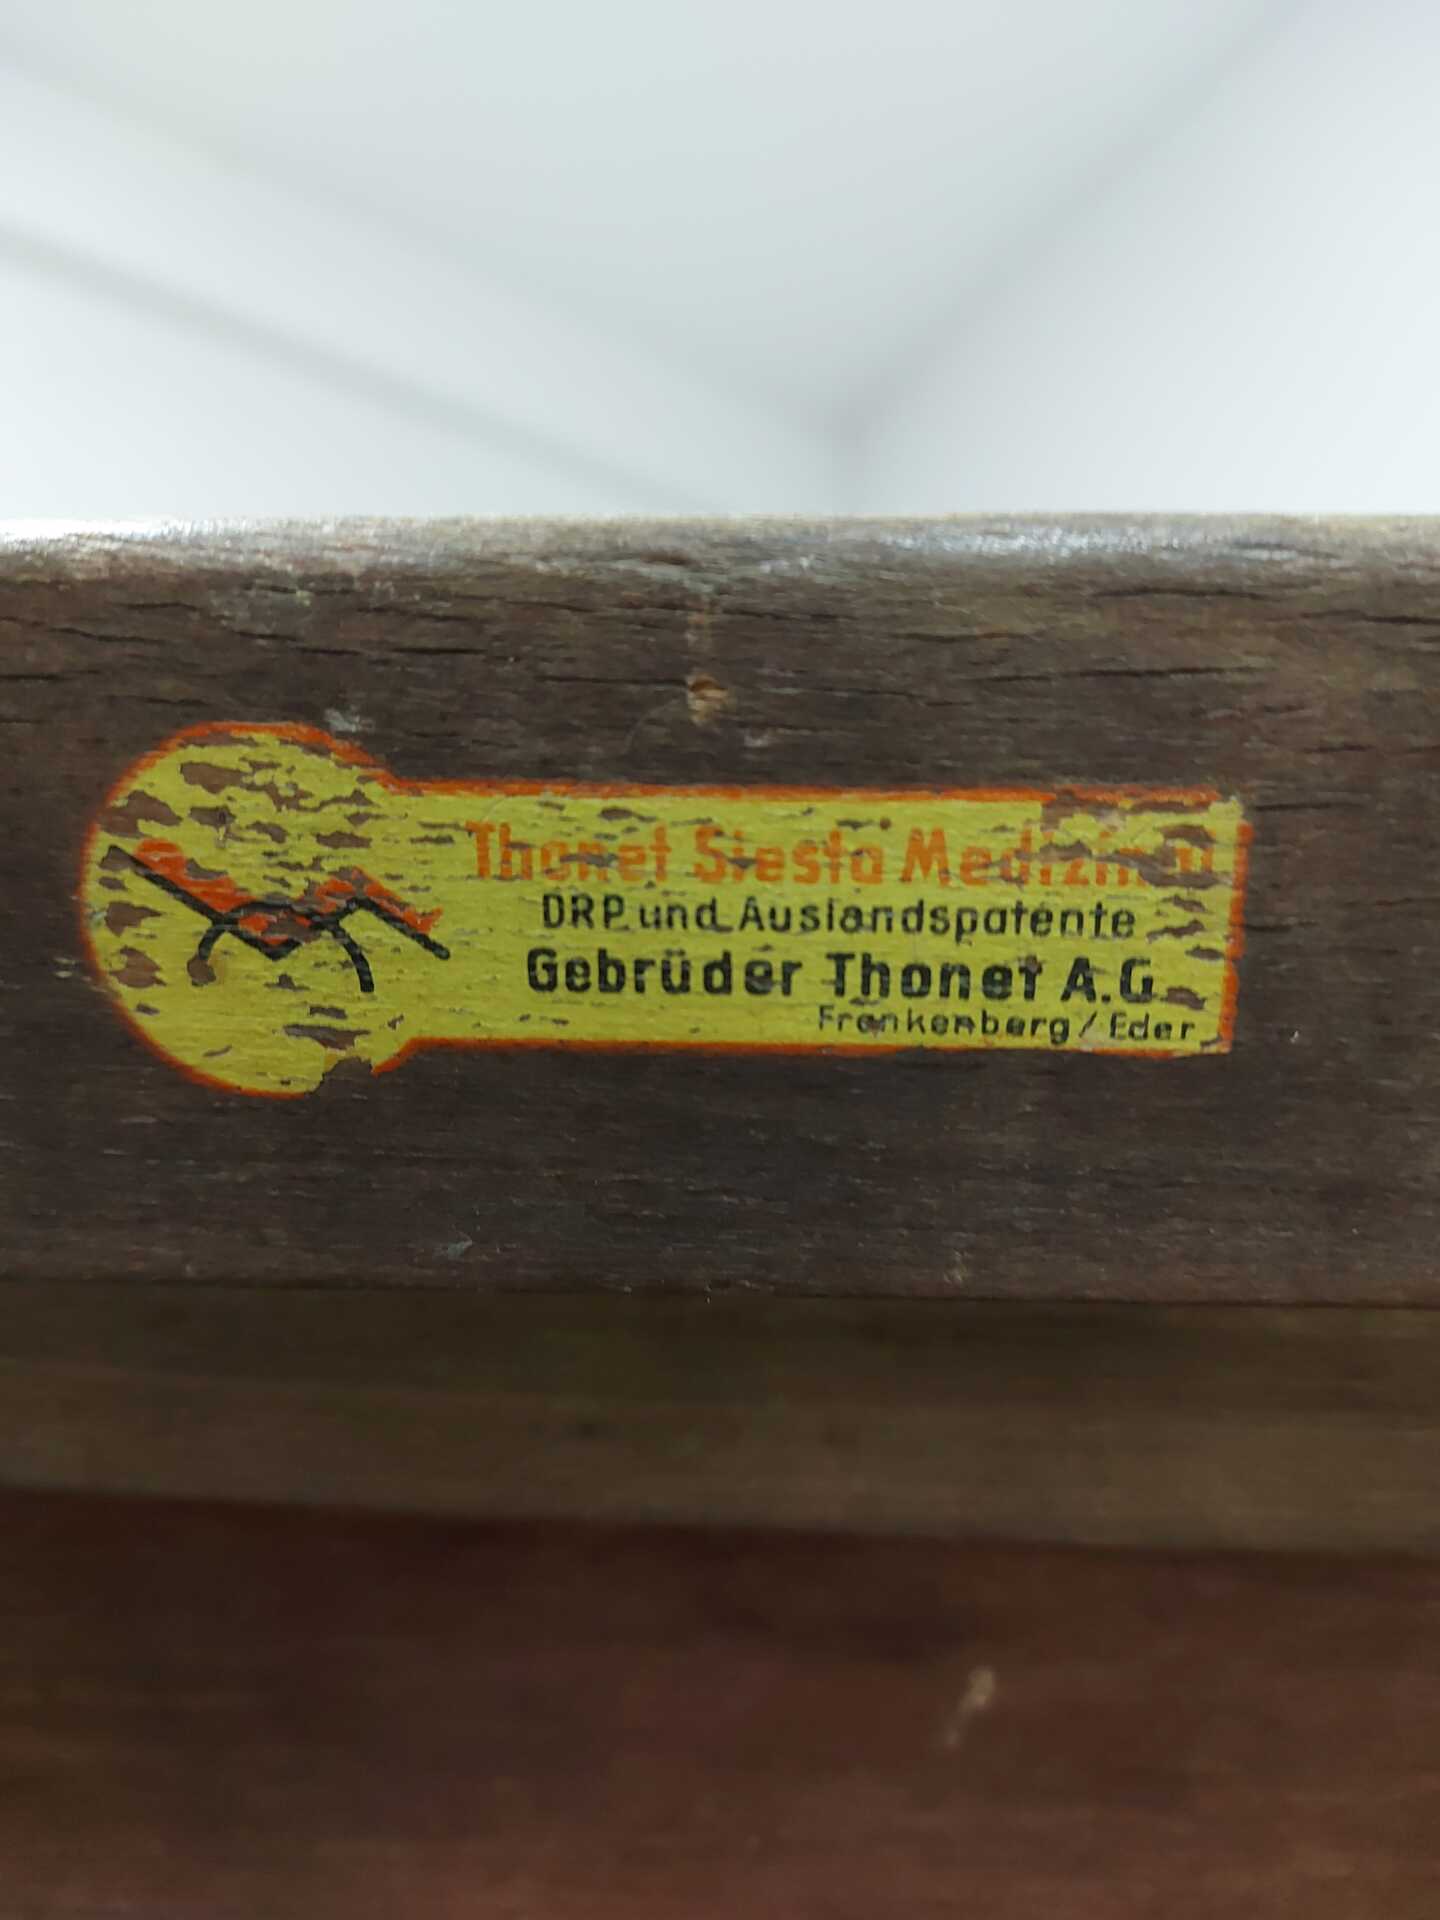 Thonet Siesta Medizinal
DRP und Auslandspatente
Gebrüder Thonet A.G.
Frankenberg/Eder